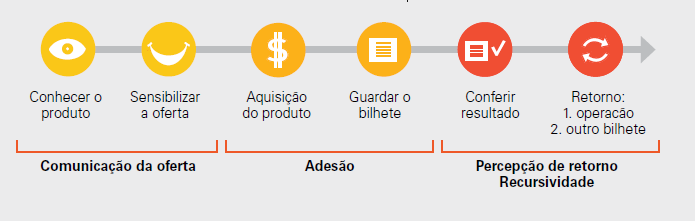 Conhecer o
produto
Sensibilizar
a oferta
$
Aquisição
do produto
Guardar o
bilhete
Conferir
resultado
Retorno:
1. operacão
2. outro bilhete
Comunicação da oferta
Adesão
Percepção de retorno
Recursividade